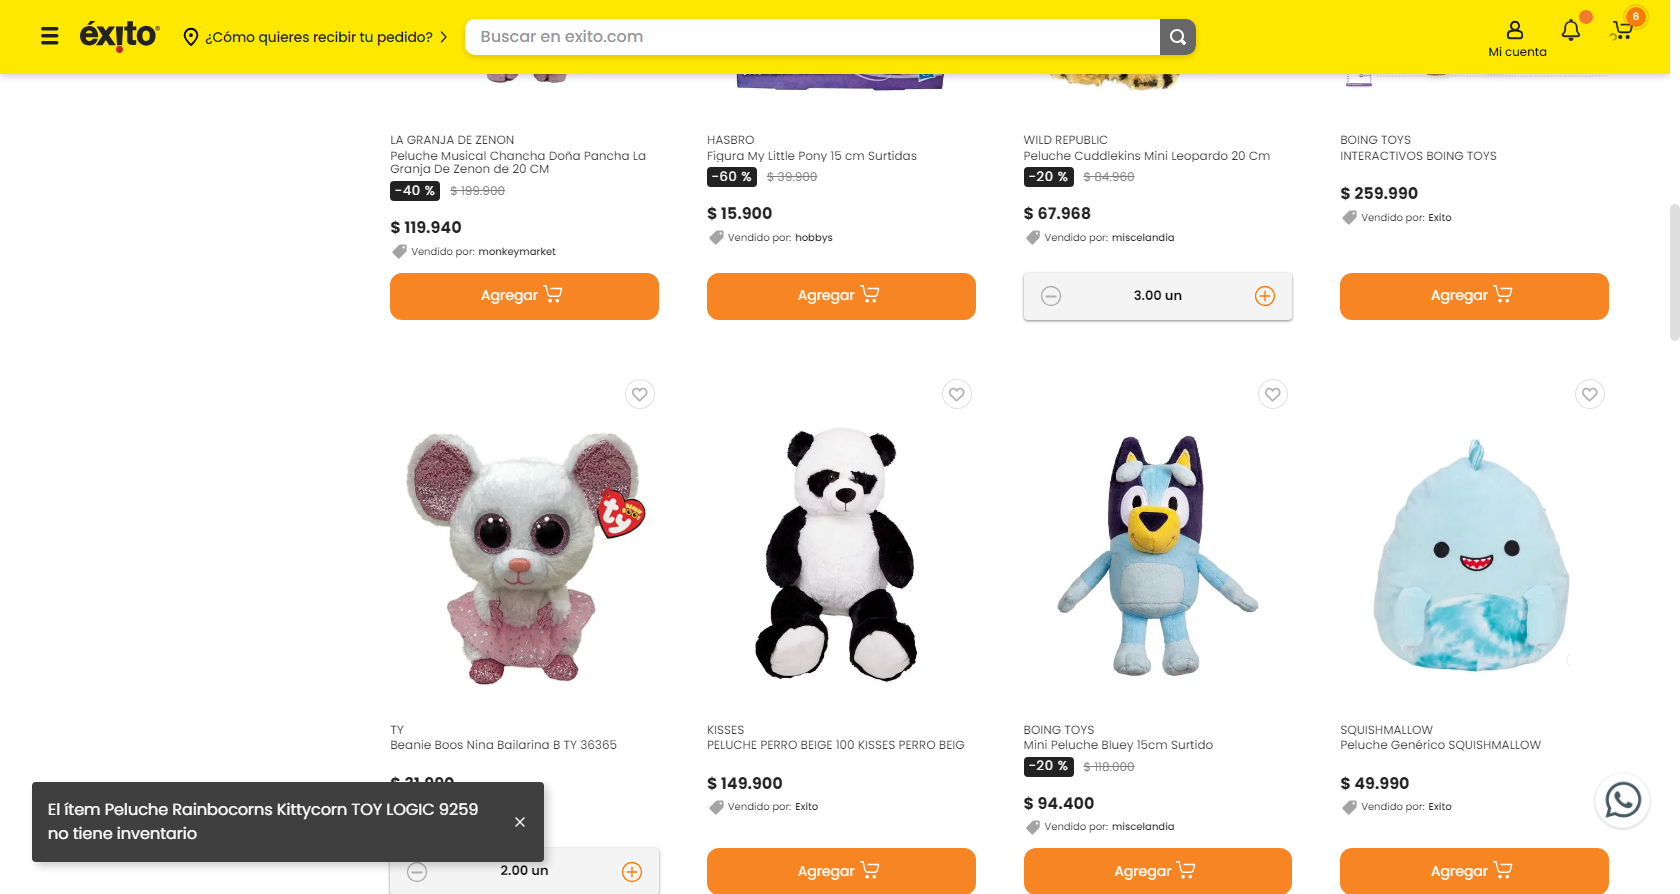 éxito
¿Cómo quieres recibir tu pedido?
Buscar en exito.com
Mi cuenta
6
LA GRANJA DE ZENON
Peluche Musical Chancha Doña Pancha La
Granja De Zenon de 20 CM
-40 % $ 199.900
$ 119.940
Vendido por: monkeymarket
Agregar
HASBRO
Figura My Little Pony 15 cm Surtidas
-60 % $ 39.900
$ 15.900
Vendido por: hobbys
Agregar
WILD REPUBLIC
Peluche Cuddlekins Mini Leopardo 20 Cm
-20 % $ 84.960
$ 67.968
Vendido por: miscelandia
3.00 un
BOING TOYS
INTERACTIVOS BOING TOYS
$ 259.990
Vendido por: Exito
Agregar
ty
TY
Beanie Boos Nina Bailarina B TY 36365
2.00 un
KISSES
PELUCHE PERRO BEIGE 100 KISSES PERRO BEIG
$ 149.900
Vendido por: Exito
Agregar
BOING TOYS
Mini Peluche Bluey 15cm Surtido
-20 % $ 118.000
$ 94.400
Vendido por: miscelandia
Agregar
SQUISHMALLOW
Peluche Genérico SQUISHMALLOW
$ 49.990
Vendido por: Exito
Agregar
El ítem Peluche Rainbocorns Kittycorn TOY LOGIC 9259
no tiene inventario